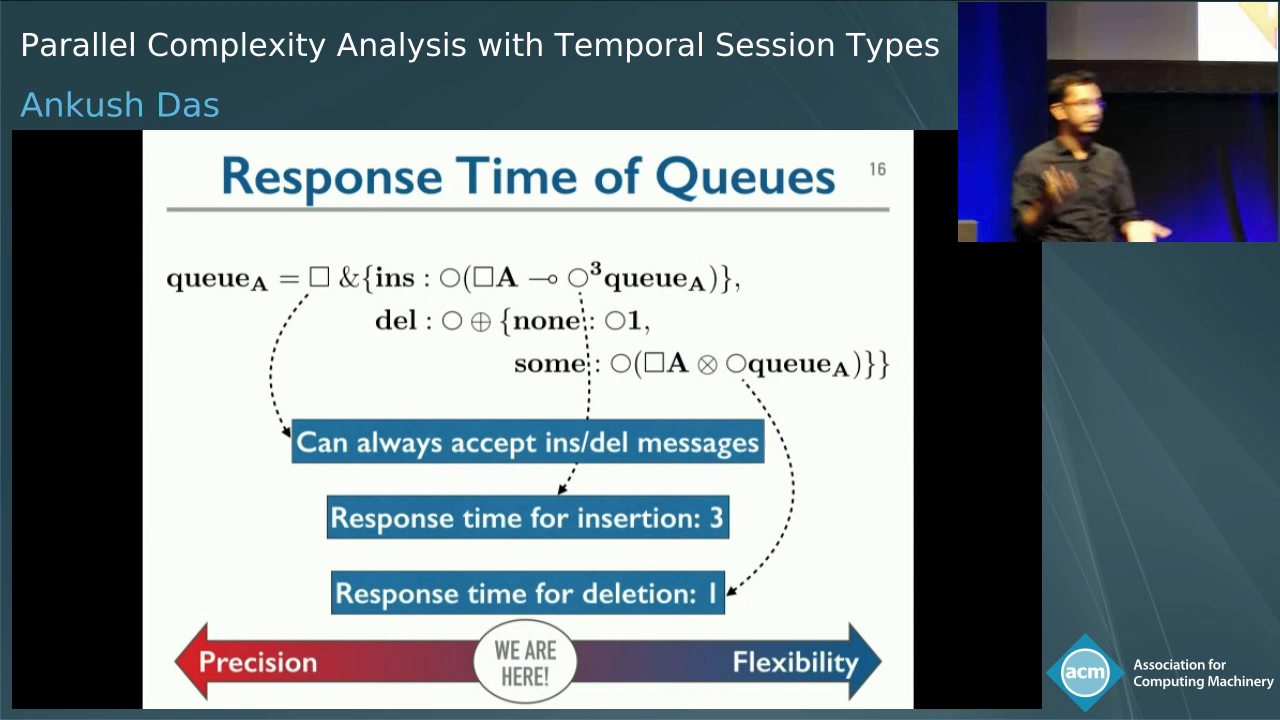 Parallel Complexity Analysis with Temporal Session Types
Ankush Das
Response Time of Queues
16
queue_A = □ &{ins : ○(□A ⊸ ○³queue_A)},
del : ○ ⊕ {none : ○1,
some : ○(□A ⊗ ○queue_A)}}
Can always accept ins/del messages
Response time for insertion: 3
Response time for deletion: 1
Precision
WE ARE
HERE!
Flexibility
acm
Association for
Computing Machinery